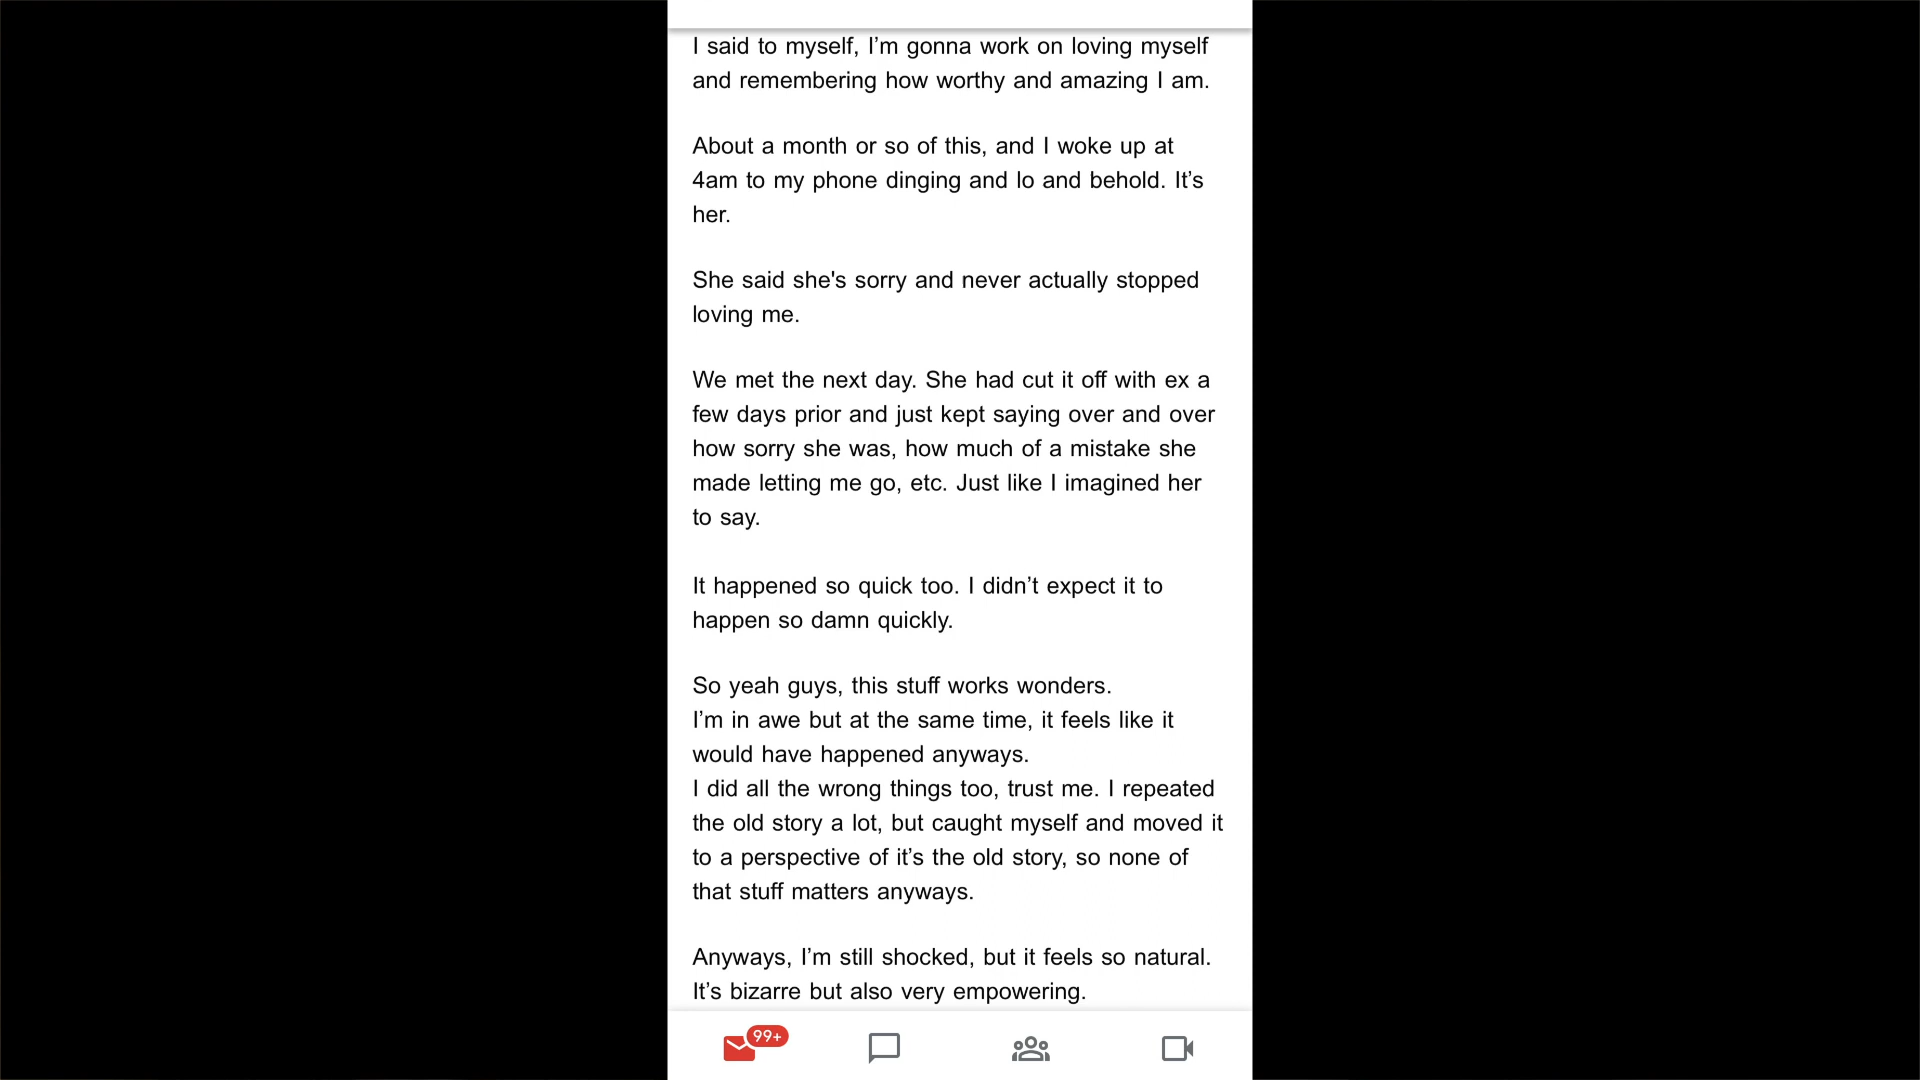 I said to myself, I’m gonna work on loving myself
and remembering how worthy and amazing I am.
About a month or so of this, and I woke up at
4am to my phone dinging and lo and behold. It’s
her.
She said she's sorry and never actually stopped
loving me.
We met the next day. She had cut it off with ex a
few days prior and just kept saying over and over
how sorry she was, how much of a mistake she
made letting me go, etc. Just like I imagined her
to say.
It happened so quick too. I didn’t expect it to
happen so damn quickly.
So yeah guys, this stuff works wonders.
I’m in awe but at the same time, it feels like it
would have happened anyways.
I did all the wrong things too, trust me. I repeated
the old story a lot, but caught myself and moved it
to a perspective of it’s the old story, so none of
that stuff matters anyways.
Anyways, I’m still shocked, but it feels so natural.
It’s bizarre but also very empowering.
99+